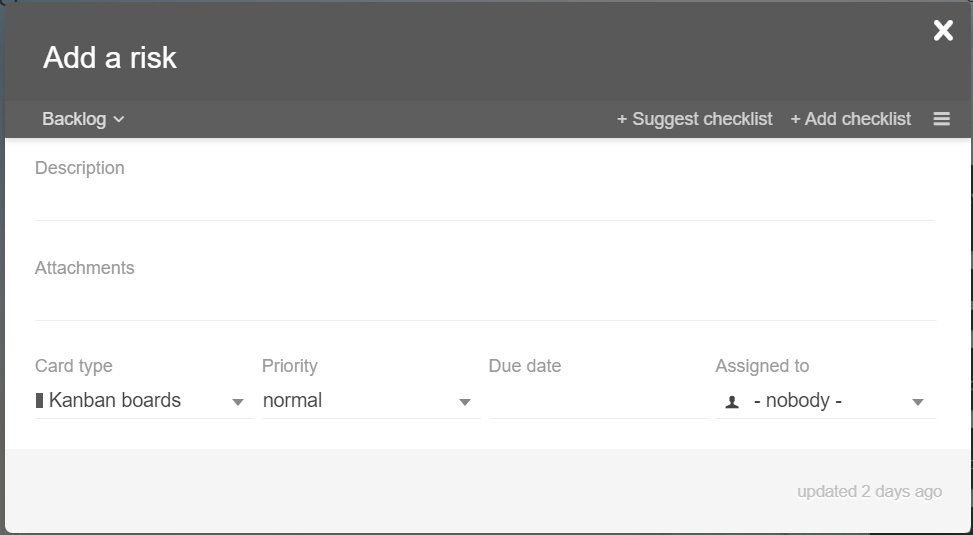 Add a risk
Backlog
+ Suggest checklist
+ Add checklist
Description
Attachments
Card type
Priority
Due date
Assigned to
Kanban boards
normal
- nobody -
updated 2 days ago